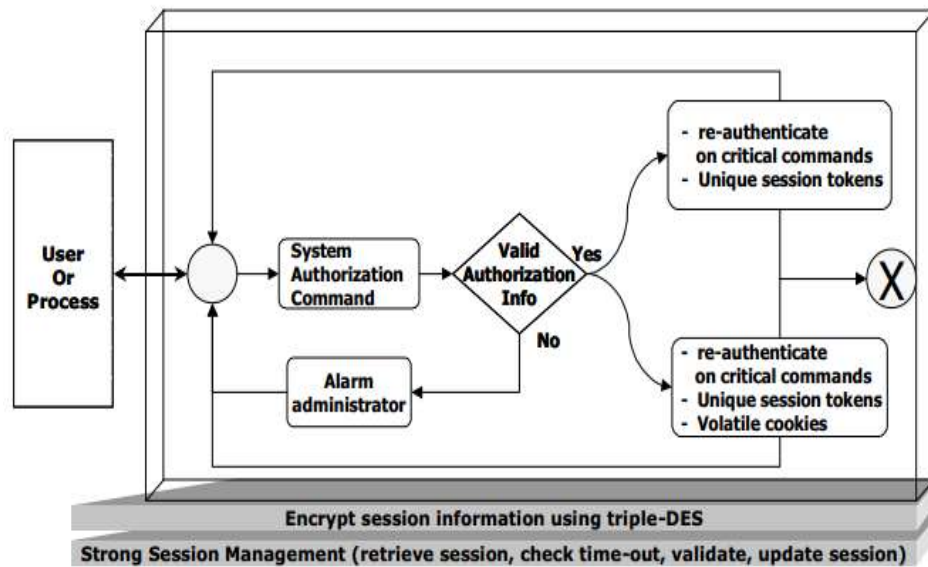 - re-authenticate
on critical commands
- Unique session tokens
User
Or
Process
System
Authorization
Command
Valid
Authorization
Info
Yes
X
No
Alarm
administrator
- re-authenticate
on critical commands
- Unique session tokens
- Volatile cookies
Encrypt session information using triple-DES
Strong Session Management (retrieve session, check time-out, validate, update session)